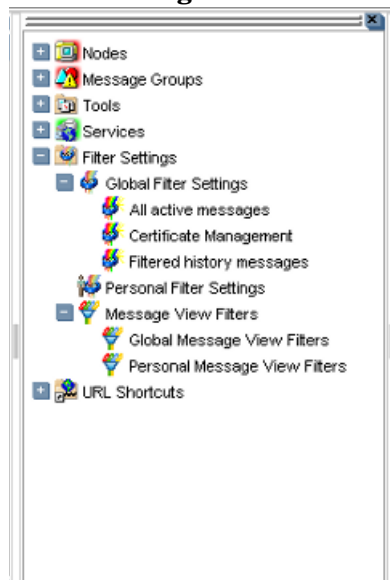 Nodes
Message Groups
Tools
Services
Filter Settings
Global Filter Settings
All active messages
Certificate Management
Filtered history messages
Personal Filter Settings
Message View Filters
Global Message View Filters
Personal Message View Filters
URL Shortcuts